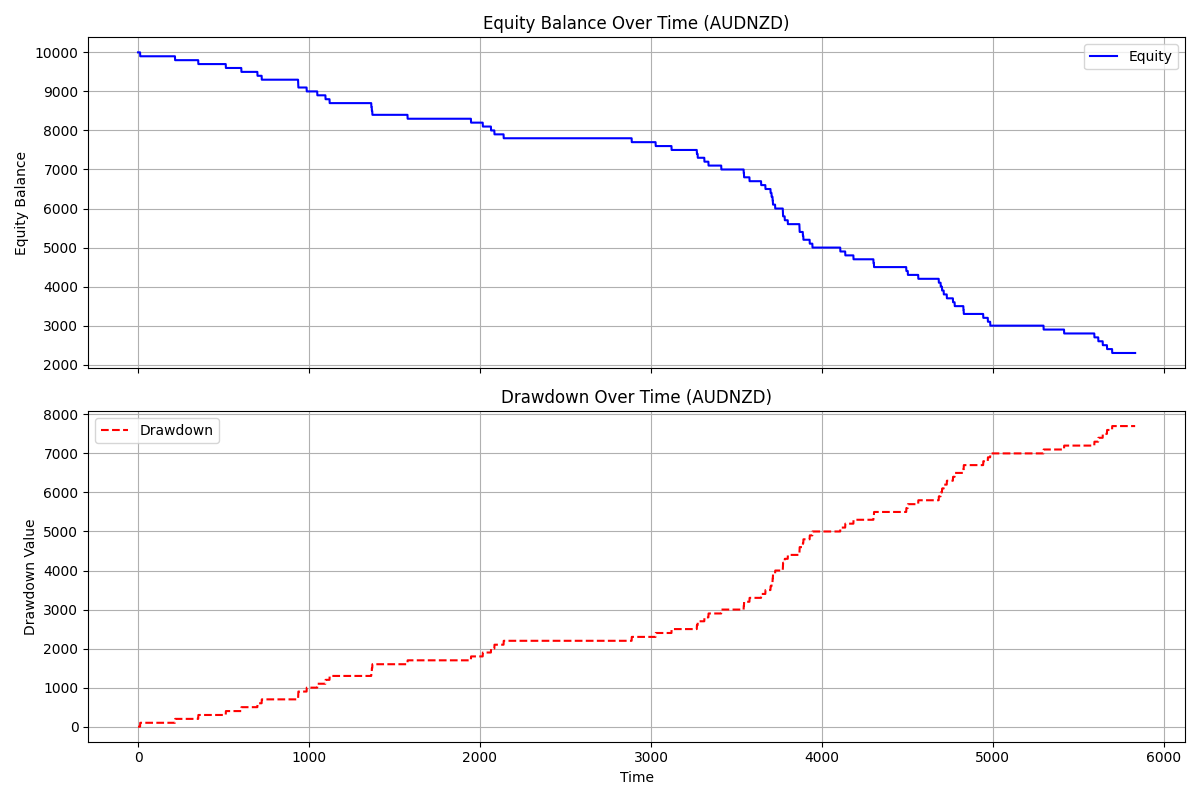 Equity Balance Over Time (AUDNZD)
10000
9000
8000
7000
6000
5000
4000
3000
2000
Equity Balance
Equity
Drawdown Over Time (AUDNZD)
8000
7000
6000
5000
4000
3000
2000
1000
0
Drawdown Value
Drawdown
0 1000 2000 3000 4000 5000 6000
Time